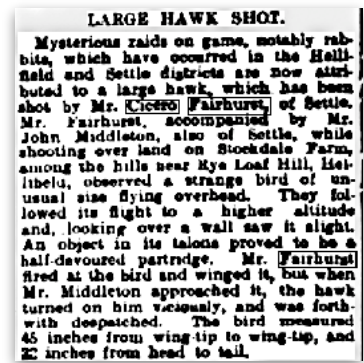 LARGE HAWK SHOT.
Mysterious raids on game, notably rab-
bits, which have occurred in the Helli-
field and Settle districts are now attri-
buted to a large hawk, which has been
shot by Mr. Cicero Fairhurst, of Settle.
Mr. Fairhurst, accompanied by Mr.
John Middleton, also of Settle, while
shooting over land on Stockdale Farm,
among the hills near Rye Loaf Hill, Hel-
libeld, observed a strange bird of un-
usual size flying overhead. They fol-
lowed its flight to a higher altitude
and, looking over a wall saw it alight.
An object in its talons proved to be a
half-devoured partridge. Mr. Fairhurst
fired at the bird and winged it, but when
Mr. Middleton approached it, the hawk
turned on him viciously, and was forth-
with despatched. The bird measured
45 inches from wing-tip to wing-tip, and
inches from head to tail.